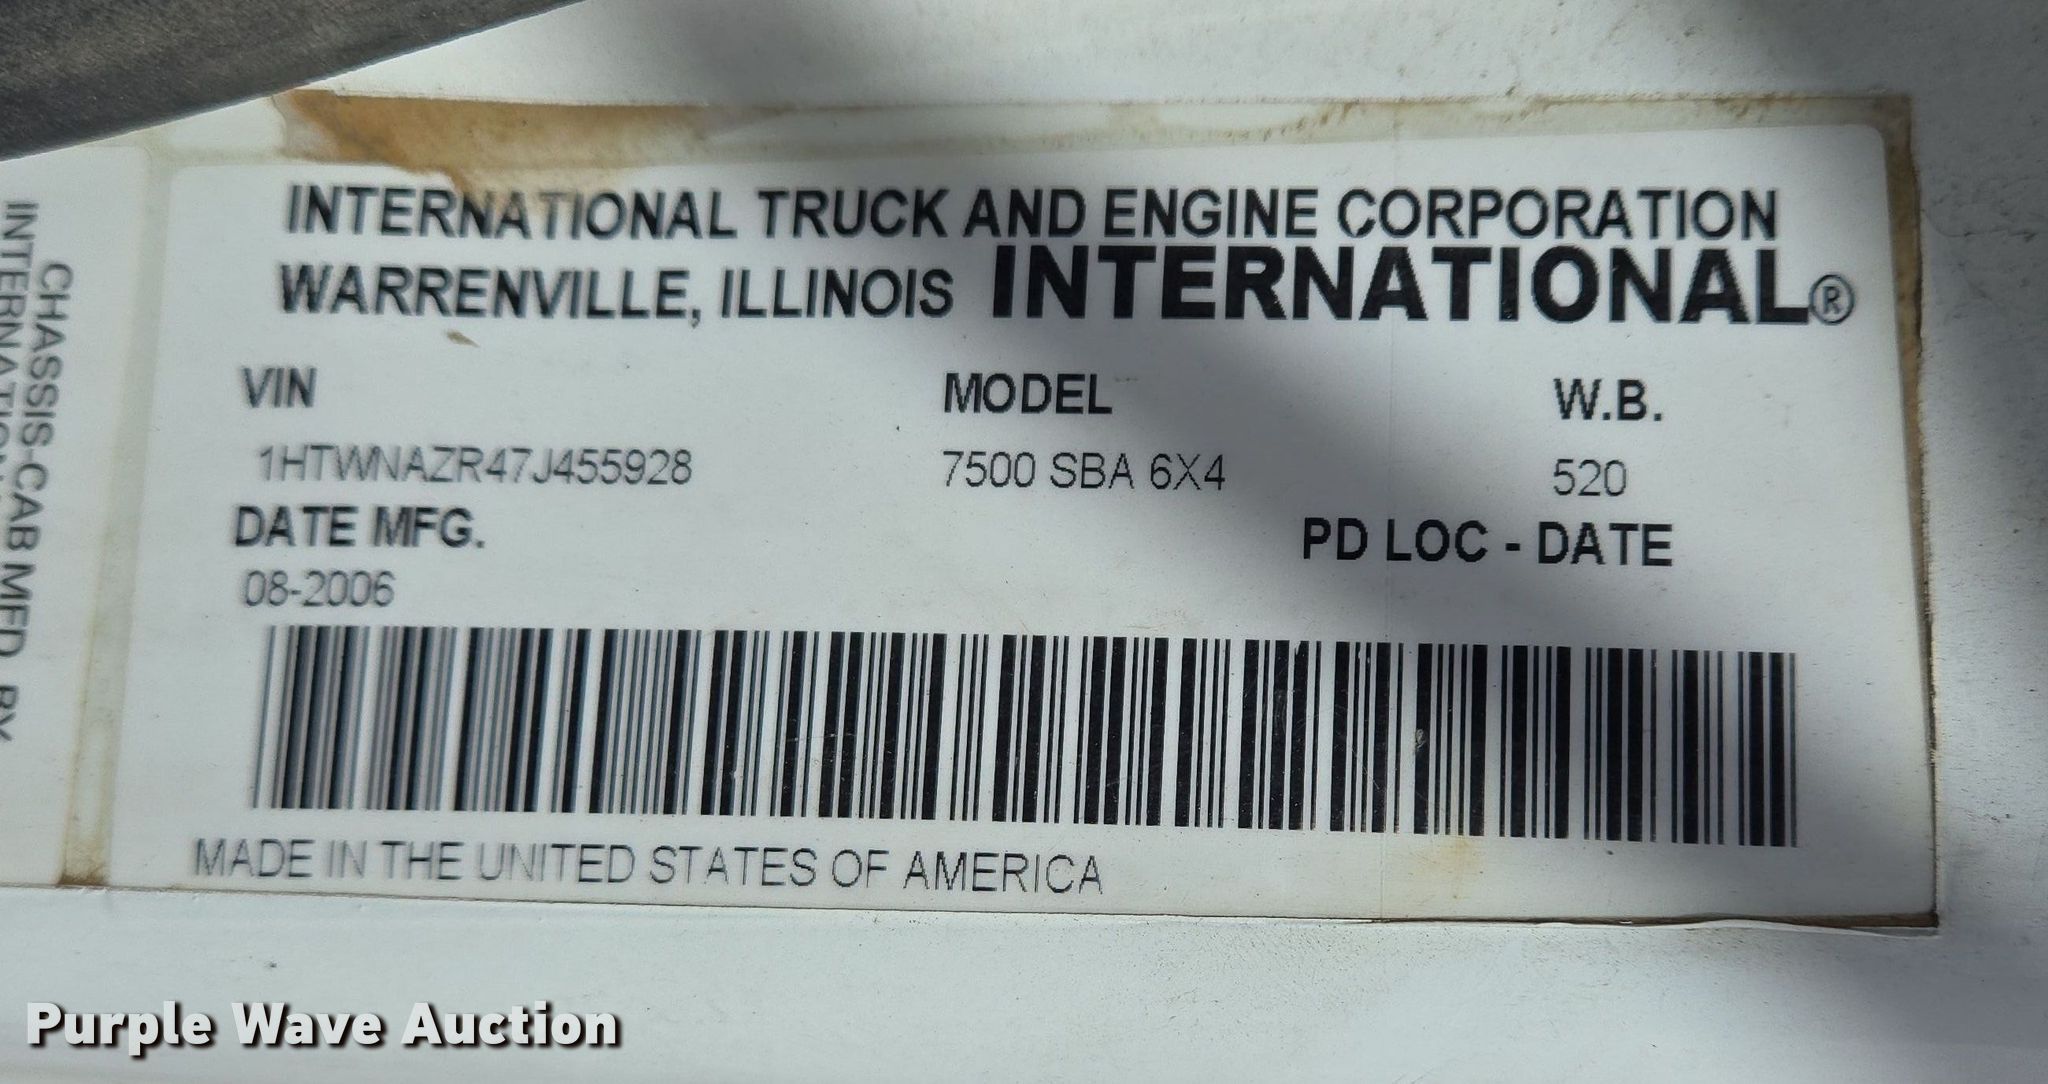 INTERNATIONAL TRUCK AND ENGINE CORPORATION
WARRENVILLE, ILLINOIS INTERNATIONAL®
VIN MODEL W.B.
1HTWNAZR47J455928 7500 SBA 6X4 520
DATE MFG. PD LOC - DATE
08-2006
MADE IN THE UNITED STATES OF AMERICA
CHASSIS-CAB MFD. BY
INTERNATIONAL
Purple Wave Auction